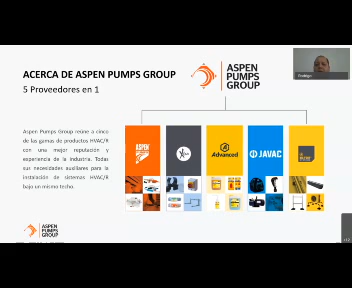 ACERCA DE ASPEN PUMPS GROUP
5 Proveedores en 1
ASPEN
PUMPS
GROUP
Aspen Pumps Group reúne a cinco
de las gamas de productos HVAC/R
con una mejor reputación y
experiencia de la industria. Todas
sus necesidades auxiliares para la
instalación de sistemas HVAC/R
bajo un mismo techo.
ASPEN
Advanced
JAVAC
ASPEN
PUMPS
GROUP
Rodrigo